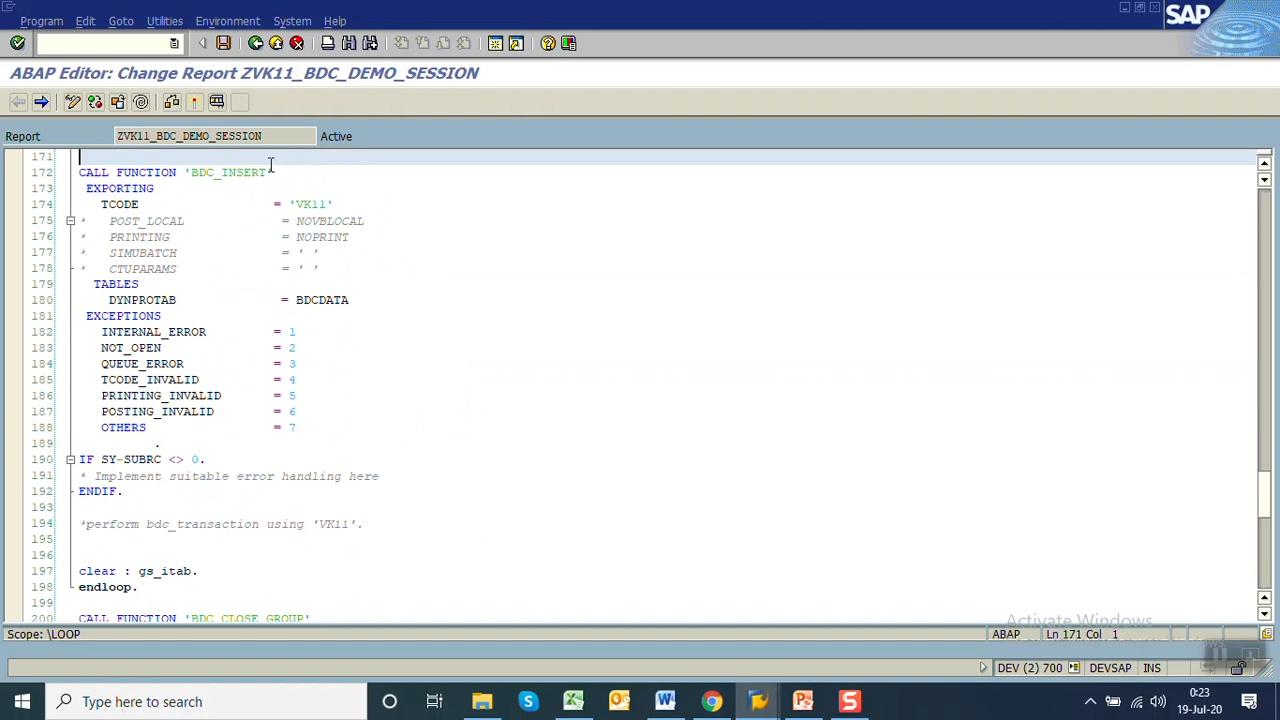 Program Edit Goto Utilities Environment System Help
SAP
ABAP Editor: Change Report ZVK11_BDC_DEMO_SESSION
Report ZVK11_BDC_DEMO_SESSION Active
171
172 CALL FUNCTION 'BDC_INSERT'
173 EXPORTING
174 TCODE = 'VK11'
175 * POST_LOCAL = NOVBLOCAL
176 * PRINTING = NOPRINT
177 * SIMUBATCH = ' '
178 * CTUPARAMS = ' '
179 TABLES
180 DYNPROTAB = BDCDATA
181 EXCEPTIONS
182 INTERNAL_ERROR = 1
183 NOT_OPEN = 2
184 QUEUE_ERROR = 3
185 TCODE_INVALID = 4
186 PRINTING_INVALID = 5
187 POSTING_INVALID = 6
188 OTHERS = 7
189 .
190 IF SY-SUBRC <> 0.
191 * Implement suitable error handling here
192 ENDIF.
193
194 *perform bdc_transaction using 'VK11'.
195
196
197 clear : gs_itab.
198 endloop.
199
200 CALL FUNCTION 'BDC_CLOSE_GROUP'
Activate Windows
Scope: \LOOP ABAP Ln 171 Col 1
DEV (2) 700 DEVSAP INS
Type here to search
0:23
19-Jul-20